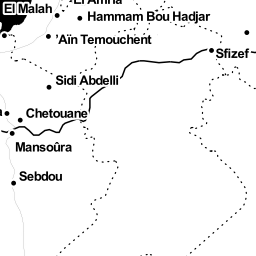 El Malah
Hammam Bou Hadjar
'Aïn Temouchent
Sfizef
Sidi Abdelli
Chetouane
Mansoûra
Sebdou